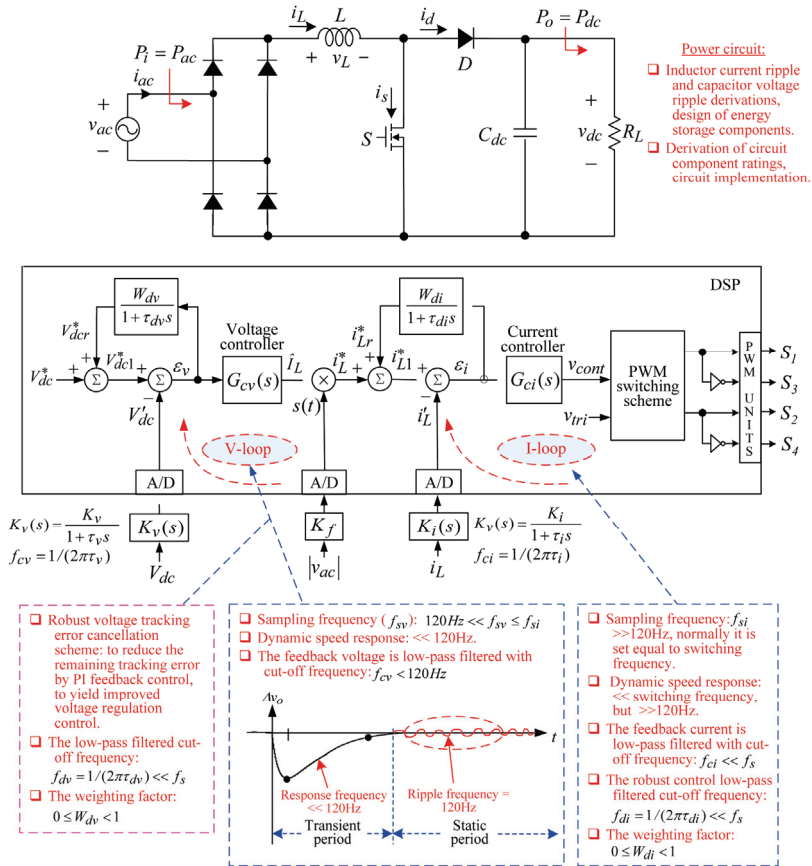 i_L
L
i_d
P_o = P_dc
P_i = P_ac
+ v_L −
D
i_ac
i_s
+
v_ac
−
S
C_dc
+
v_dc
−
R_L
Power circuit:
Inductor current ripple
and capacitor voltage
ripple derivations,
design of energy
storage components.
Derivation of circuit
component ratings,
circuit implementation.
DSP
W_dv
1+τ_dv s
W_di
1+τ_di s
V*_dcr
Voltage
controller
i*_Lr
Current
controller
V*_dc
+
+
Σ
V*_dc1
+
Σ
−
ε_v
G_cv(s)
Î_L
×
s(t)
i*_L
+
+
Σ
i*_L1
+
Σ
−
ε_i
G_ci(s)
v_cont
v_tri
PWM
switching
scheme
PWM
UNITS
S_1
S_3
S_2
S_4
V'_dc
i'_L
V-loop
I-loop
A/D
A/D
A/D
K_v(s) = K_v
1+τ_v s
f_cv = 1/(2πτ_v)
K_v(s)
V_dc
K_f
|v_ac|
K_i(s)
i_L
K_v(s) = K_i
1+τ_i s
f_ci = 1/(2πτ_i)
Robust voltage tracking
error cancellation
scheme: to reduce the
remaining tracking error
by PI feedback control,
to yield improved
voltage regulation
control.
The low-pass filtered cut-
off frequency:
f_dv = 1/(2πτ_dv) << f_s
The weighting factor:
0 ≤ W_dv < 1
Sampling frequency (f_sv): 120Hz << f_sv ≤ f_si
Dynamic speed response: << 120Hz.
The feedback voltage is low-pass filtered with
cut-off frequency: f_cv < 120Hz
Δv_o
t
Response frequency
<< 120Hz
Ripple frequency =
120Hz
Transient
period
Static
period
Sampling frequency: f_si
>>120Hz, normally it is
set equal to switching
frequency.
Dynamic speed response:
<< switching frequency,
but >>120Hz.
The feedback current is
low-pass filtered with cut-
off frequency: f_ci << f_s
The robust control low-pass
filtered cut-off frequency:
f_di = 1/(2πτ_di) << f_s
The weighting factor:
0 ≤ W_di < 1